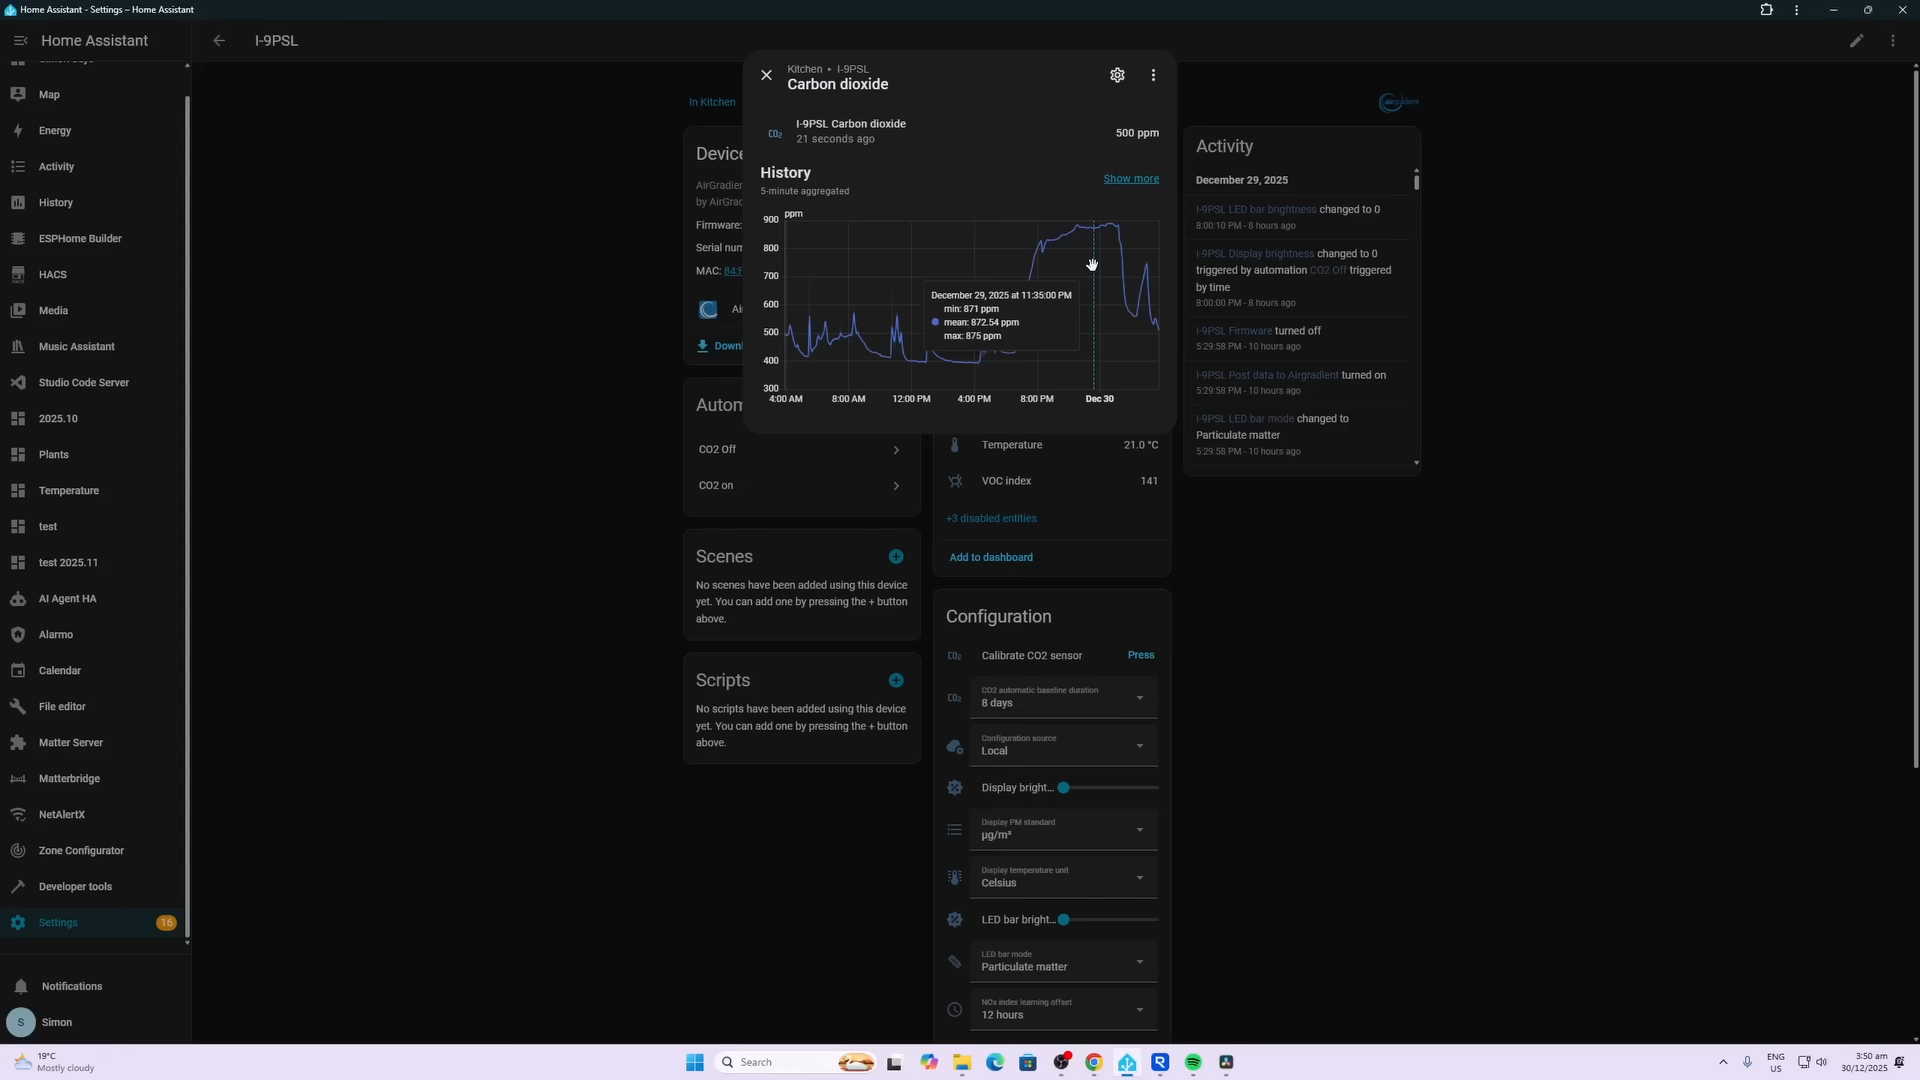 Home Assistant - Settings – Home Assistant
Home Assistant
Map
Energy
Activity
History
ESPHome Builder
HACS
Media
Music Assistant
Studio Code Server
2025.10
Plants
Temperature
test
test 2025.11
AI Agent HA
Alarmo
Calendar
File editor
Matter Server
Matterbridge
NetAlertX
Zone Configurator
Developer tools
Settings
16
Notifications
S
Simon
I-9PSL
In Kitchen
Device
AirGradien
by AirGrad
Firmware:
Serial num
MAC: 84:F
Air
Downl
Autom
CO2 Off
CO2 on
Scenes
No scenes have been added using this device
yet. You can add one by pressing the + button
above.
Scripts
No scripts have been added using this device
yet. You can add one by pressing the + button
above.
Kitchen ▸ I-9PSL
Carbon dioxide
CO₂
I-9PSL Carbon dioxide
21 seconds ago
500 ppm
History
5-minute aggregated
Show more
ppm
900
800
700
600
500
400
300
4:00 AM
8:00 AM
12:00 PM
4:00 PM
8:00 PM
Dec 30
December 29, 2025 at 11:35:00 PM
min: 871 ppm
mean: 872.54 ppm
max: 875 ppm
Temperature
21.0 °C
VOC index
141
+3 disabled entities
Add to dashboard
Configuration
CO₂
Calibrate CO2 sensor
Press
CO₂
CO2 automatic baseline duration
8 days
Configuration source
Local
Display bright…
Display PM standard
µg/m³
Display temperature unit
Celsius
LED bar bright…
LED bar mode
Particulate matter
NOx index learning offset
12 hours
airgradient
Activity
December 29, 2025
I-9PSL LED bar brightness changed to 0
8:00:10 PM - 8 hours ago
I-9PSL Display brightness changed to 0
triggered by automation CO2 Off triggered
by time
8:00:00 PM - 8 hours ago
I-9PSL Firmware turned off
5:29:58 PM - 10 hours ago
I-9PSL Post data to Airgradient turned on
5:29:58 PM - 10 hours ago
I-9PSL LED bar mode changed to
Particulate matter
5:29:58 PM - 10 hours ago
19°C
Mostly cloudy
Search
ENG
US
3:50 am
30/12/2025